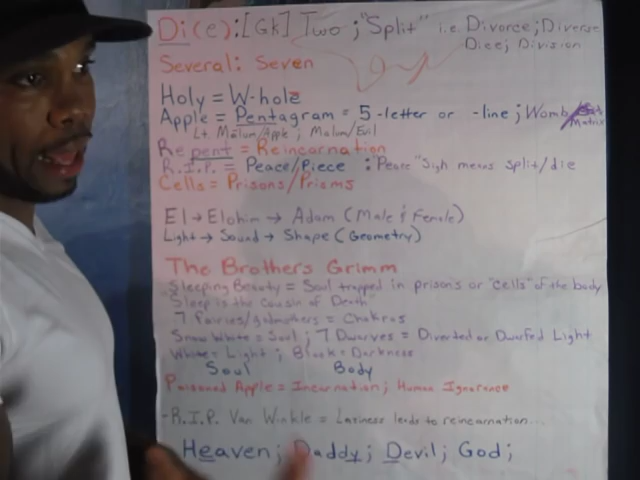 Di(e):[GK] Two ; "Split" i.e. Divorce; Diverse
Dice; Division
Several: Seven
Holy = W-hole
Apple = Pentagram = 5-letter or -line ; Womb
Matrix
Lt. Malum/Apple ; Malum/Evil
Repent = Reincarnation
R.I.P. = Peace/Piece : "Peace" Sigh means split/die
Cells = Prisons/Prisms
El → Elohim → Adam (Male & Female)
Light → Sound → Shape (Geometry)
The Brothers Grimm
Sleeping Beauty = Soul trapped in prisons or "cells" of the body
"Sleep is the Cousin of Death"
7 Fairies/godmothers = Chakras
Snow White = Soul ; 7 Dwarves = Diverted or Dwarfed Light
White = Light ; Black = Darkness
Soul Body
Poisoned Apple = Incarnation ; Human Ignorance
-R.I.P. Van Winkle = Laziness leads to reincarnation...
Heaven ; Daddy ; Devil ; God ;